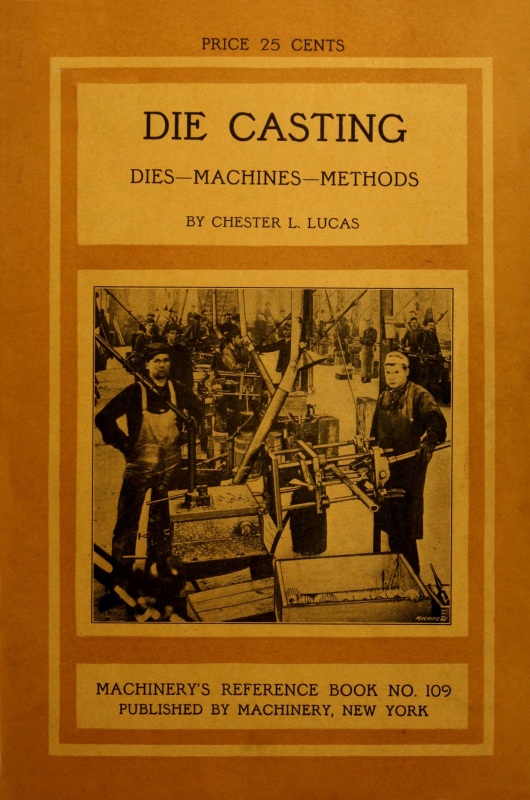 PRICE 25 CENTS
DIE CASTING
DIES—MACHINES—METHODS
BY CHESTER L. LUCAS
MACHINERY
MACHINERY'S REFERENCE BOOK NO. 109
PUBLISHED BY MACHINERY, NEW YORK